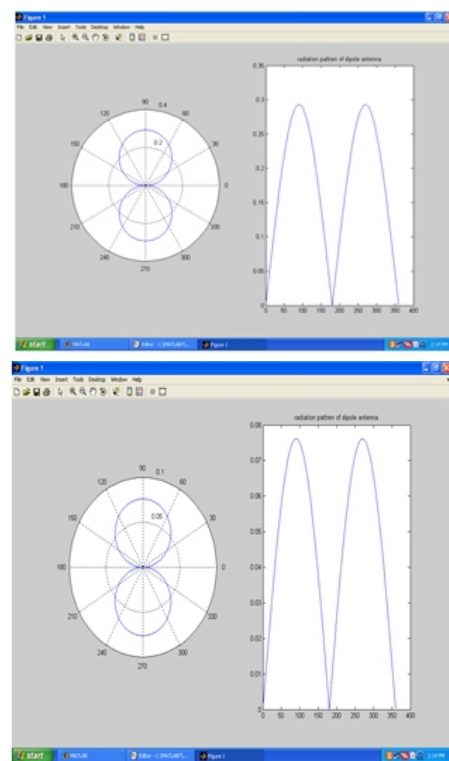 Figure 1
File Edit View Insert Tools Desktop Window Help
radiation pattren of dipole antenna
90
0.4
120
60
0.2
150
30
180
0
210
330
240
300
270
0.35
0.3
0.25
0.2
0.15
0.1
0.05
0
0 50 100 150 200 250 300 350 400
start
MATLAB
Figure 1
2:14 PM
Figure 1
File Edit View Insert Tools Desktop Window Help
radiation pattren of dipole antenna
90
0.1
120
60
0.05
150
30
180
0
210
330
240
300
270
0.08
0.07
0.06
0.05
0.04
0.03
0.02
0.01
0
0 50 100 150 200 250 300 350 400
start
MATLAB
Figure 1
2:14 PM